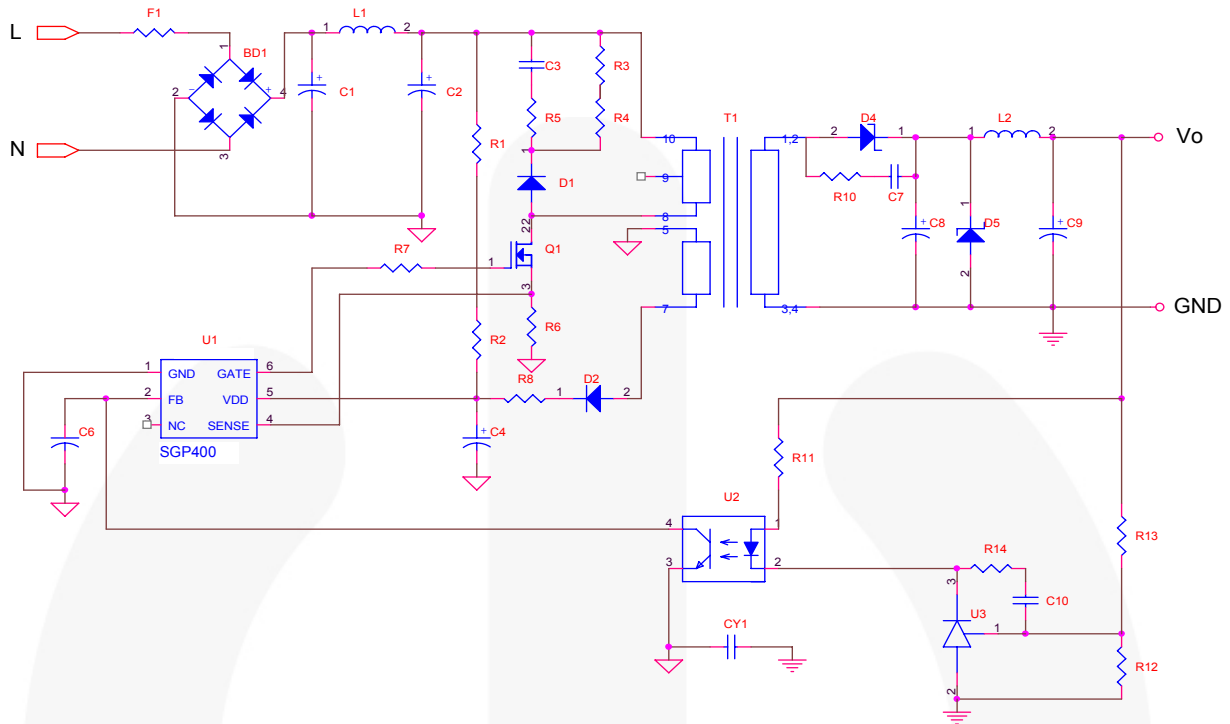 L
F1
BD1
1
2
−
+
4
3
N
1
L1
2
+
C1
+
C2
C3
R5
R3
R4
R1
1
D1
22
Q1
R7
1
3
R6
R2
T1
10
9
8
5
7
1,2
3,4
2
D4
1
R10
C7
1
L2
2
Vo
+
C8
1
D5
2
+
C9
GND
U1
1
GND
GATE
6
2
FB
VDD
5
3
NC
SENSE
4
SGP400
C6
R8
1
D2
2
+
C4
R11
U2
4
1
3
2
R13
R14
3
C10
U3
1
R12
2
CY1